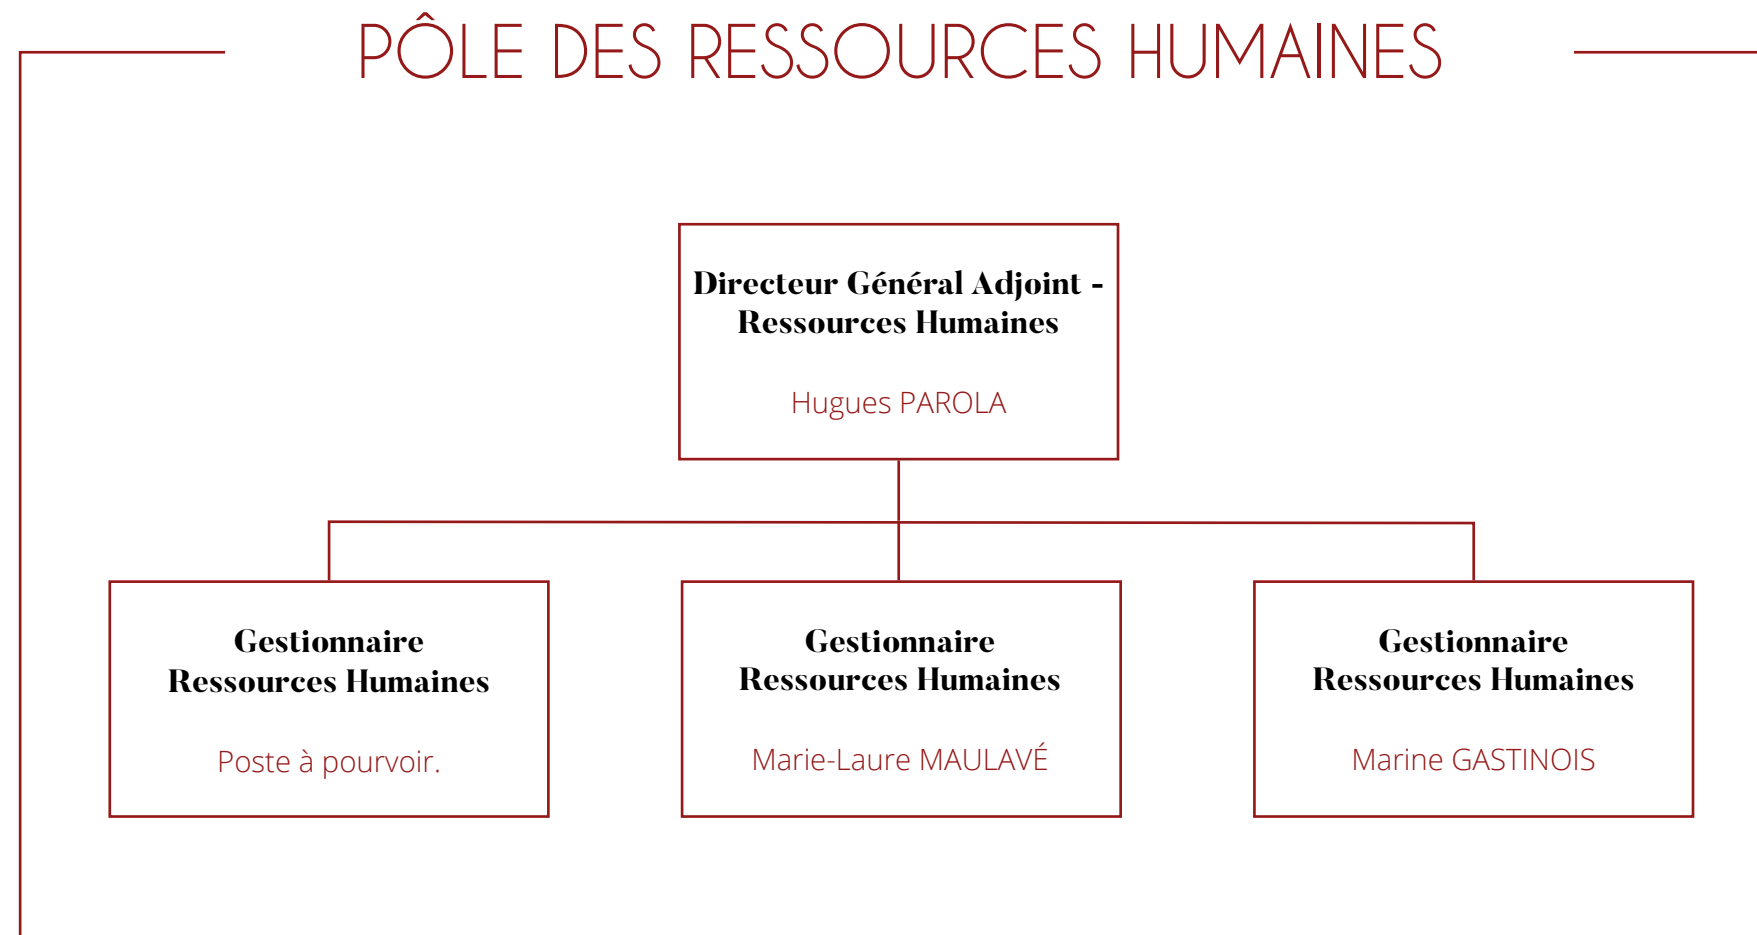 PÔLE DES RESSOURCES HUMAINES
Directeur Général Adjoint -
Ressources Humaines
Hugues PAROLA
Gestionnaire
Ressources Humaines
Poste à pourvoir.
Gestionnaire
Ressources Humaines
Marie-Laure MAULAVÉ
Gestionnaire
Ressources Humaines
Marine GASTINOIS